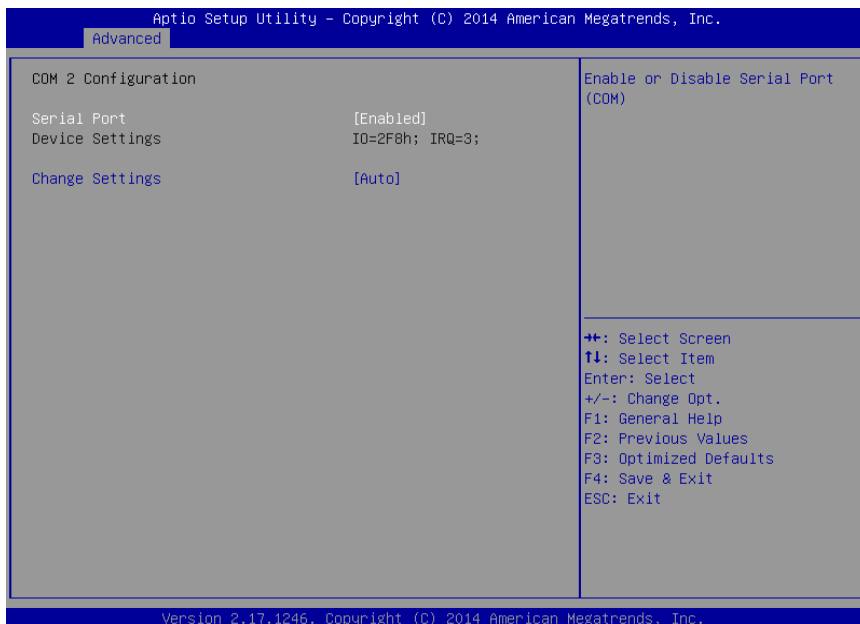 Aptio Setup Utility – Copyright (C) 2014 American Megatrends, Inc.
Advanced
COM 2 Configuration
Serial Port [Enabled]
Device Settings IO=2F8h; IRQ=3;
Change Settings [Auto]
Enable or Disable Serial Port
(COM)
→←: Select Screen
↑↓: Select Item
Enter: Select
+/-: Change Opt.
F1: General Help
F2: Previous Values
F3: Optimized Defaults
F4: Save & Exit
ESC: Exit
Version 2.17.1246. Copyright (C) 2014 American Megatrends, Inc.